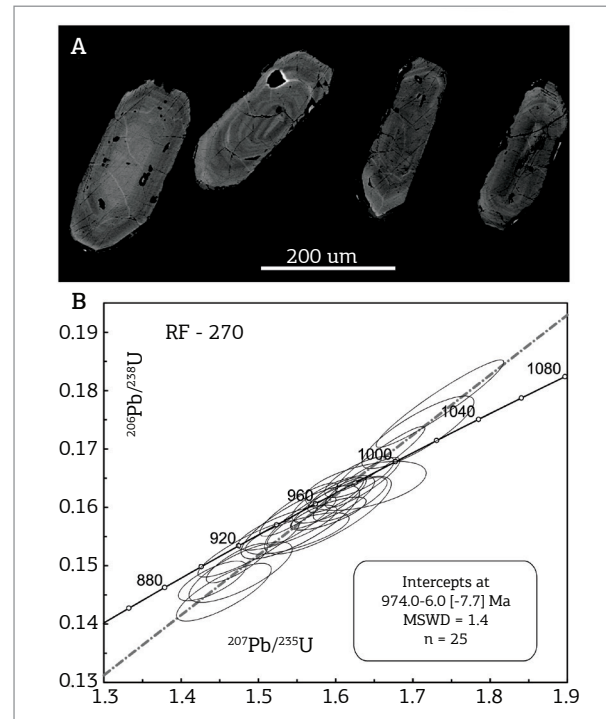 A
200 um
B
RF - 270
206Pb/238U
0.19
0.18
0.17
0.16
0.15
0.14
0.13
1080
1040
1000
960
920
880
Intercepts at
974.0-6.0 [-7.7] Ma
MSWD = 1.4
n = 25
207Pb/235U
1.3 1.4 1.5 1.6 1.7 1.8 1.9